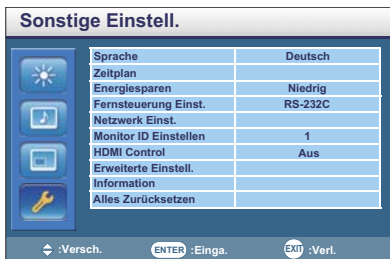 Sonstige Einstell.
Sprache Deutsch
Zeitplan
Energiesparen Niedrig
Fernsteuerung Einst. RS-232C
Netzwerk Einst.
Monitor ID Einstellen 1
HDMI Control Aus
Erweiterte Einstell.
Information
Alles Zurücksetzen
:Versch. ENTER :Einga. EXIT :Verl.